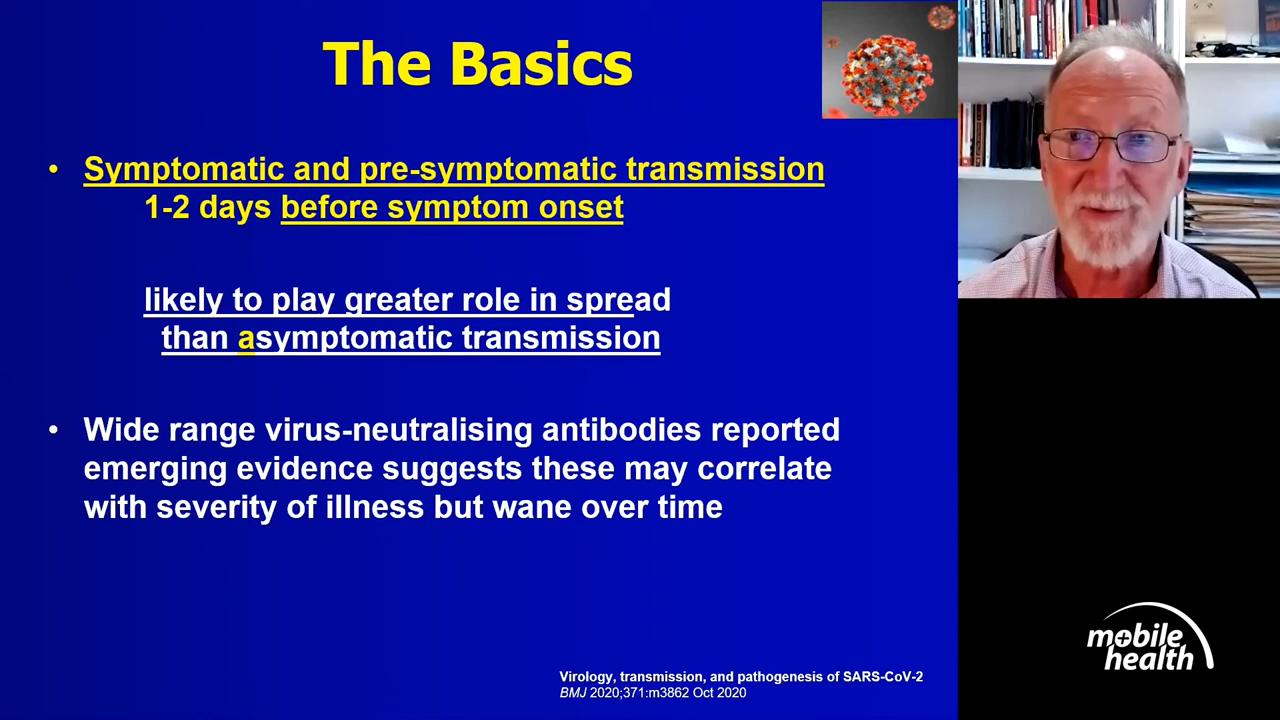 The Basics
• Symptomatic and pre-symptomatic transmission
1-2 days before symptom onset
likely to play greater role in spread
than asymptomatic transmission
• Wide range virus-neutralising antibodies reported
emerging evidence suggests these may correlate
with severity of illness but wane over time
Virology, transmission, and pathogenesis of SARS-CoV-2
BMJ 2020;371:m3862 Oct 2020
mobile
health